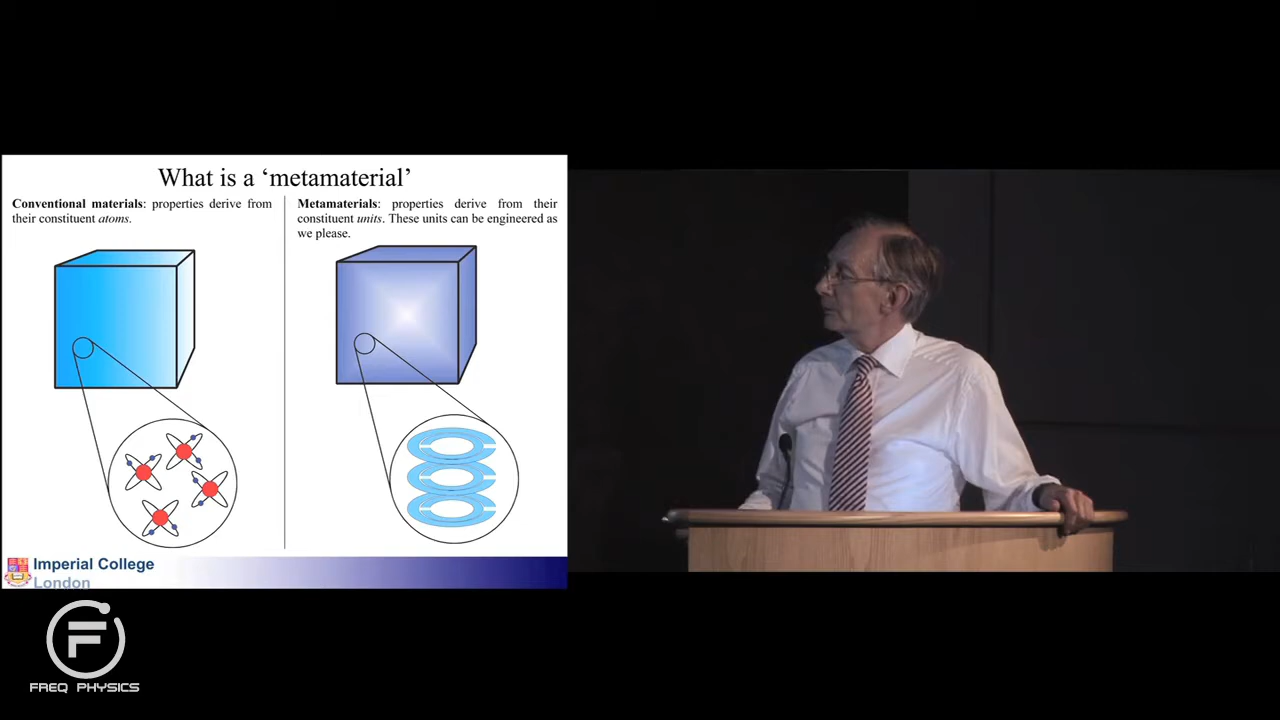 What is a ‘metamaterial’
Conventional materials: properties derive from
their constituent atoms.
Metamaterials: properties derive from their
constituent units. These units can be engineered as
we please.
Imperial College
London
FREQ PHYSICS